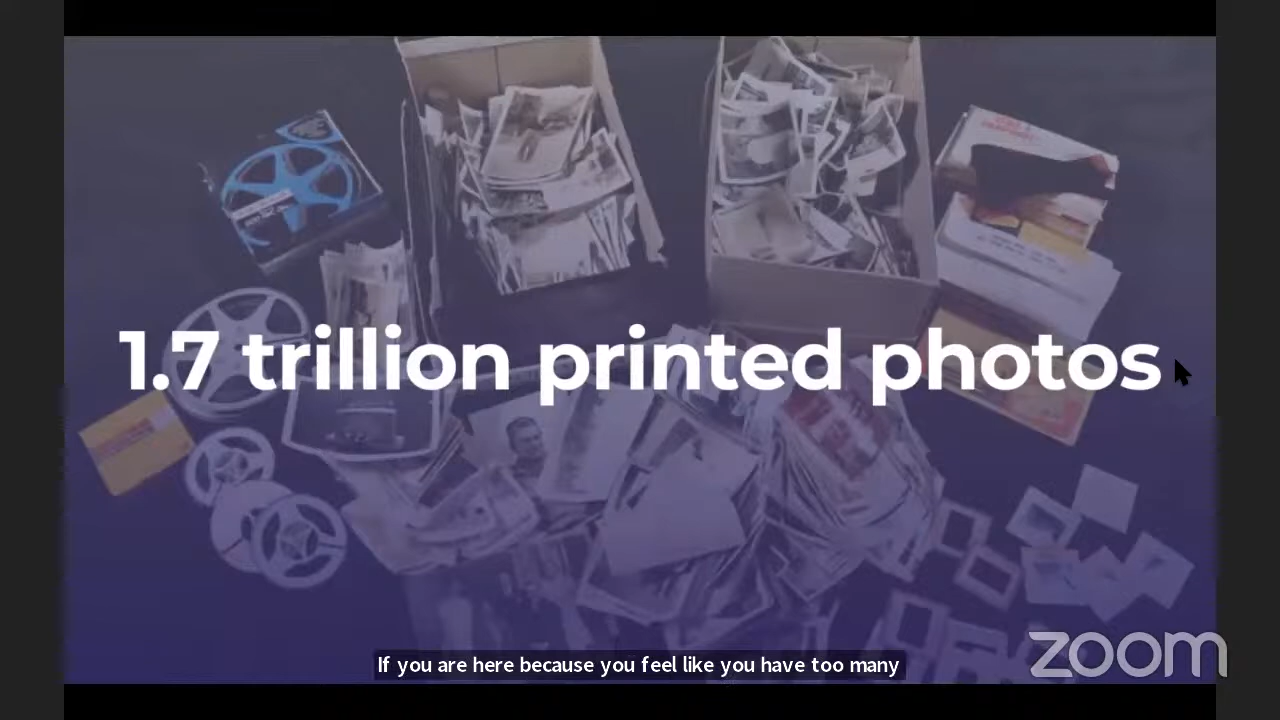 1.7 trillion printed photos
If you are here because you feel like you have too many
zoom